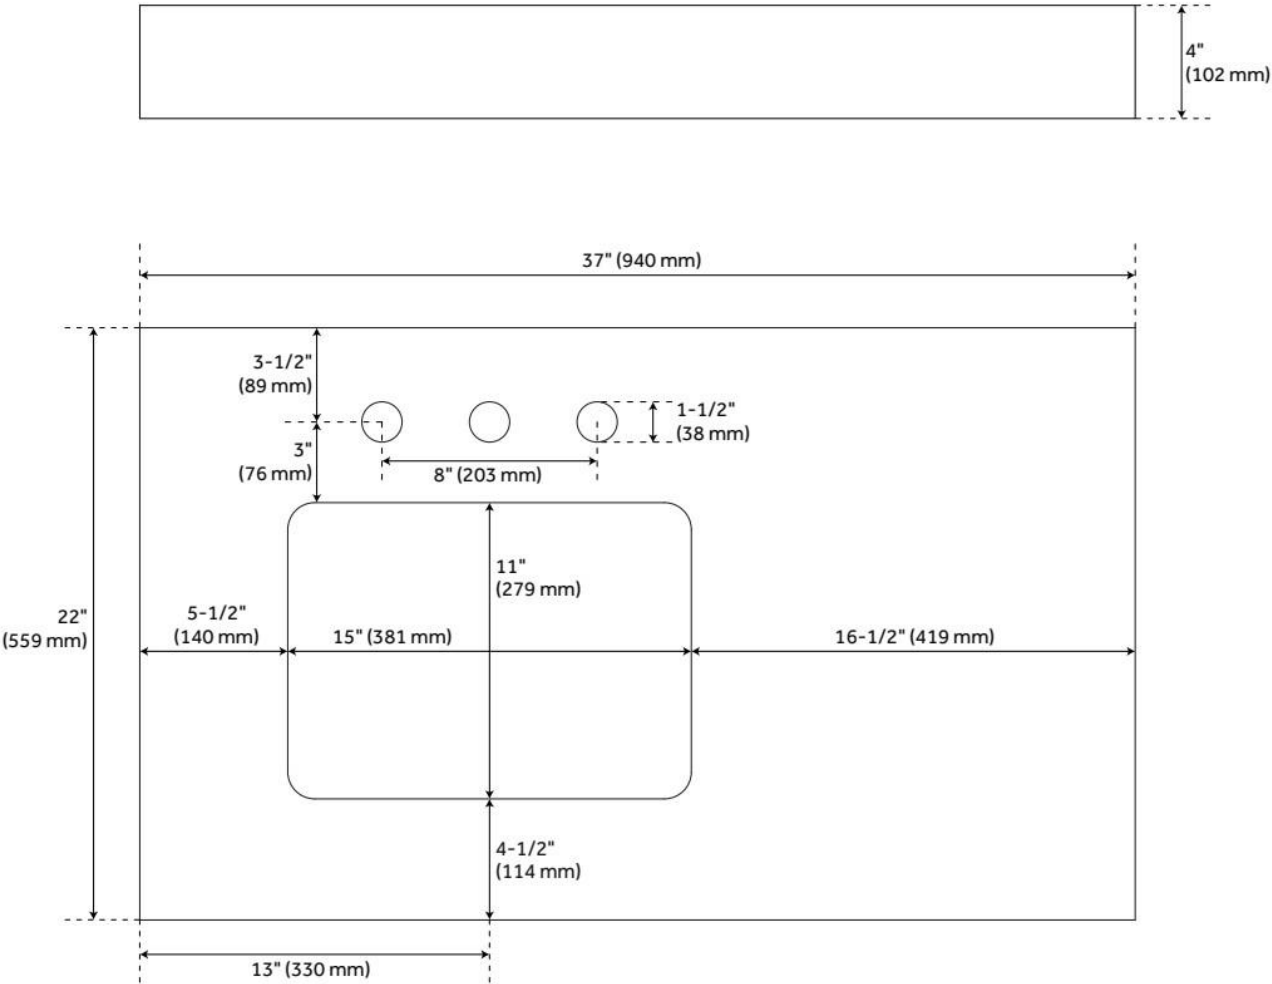 4"
(102 mm)
37" (940 mm)
3-1/2"
(89 mm)
1-1/2"
(38 mm)
3"
(76 mm)
8" (203 mm)
11"
(279 mm)
22"
(559 mm)
5-1/2"
(140 mm)
15" (381 mm)
16-1/2" (419 mm)
4-1/2"
(114 mm)
13" (330 mm)